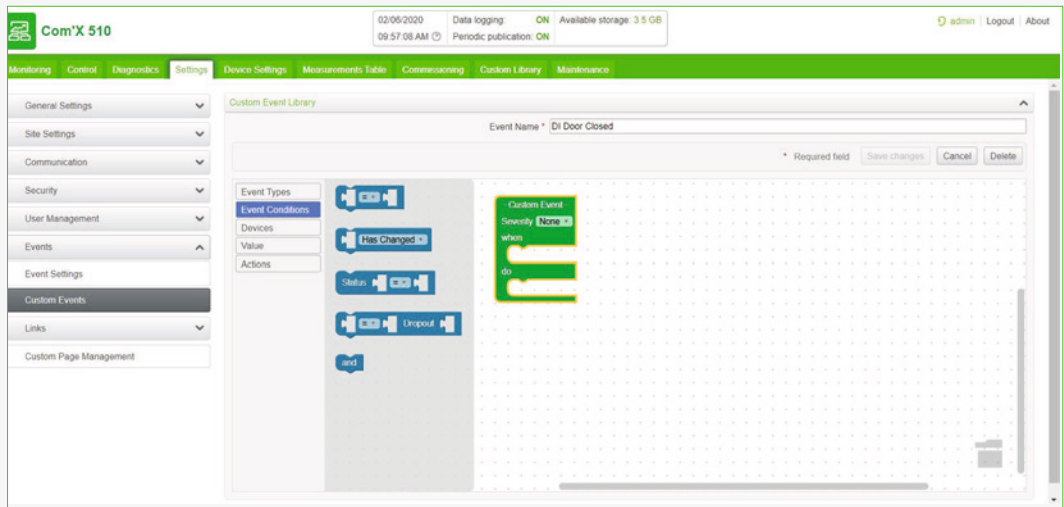 Com'X 510
02/06/2020
09:57:08 AM
Data logging: ON
Periodic publication: ON
Available storage: 3.5 GB
admin | Logout | About
Monitoring Control Diagnostics Settings Device Settings Measurements Table Commissioning Custom Library Maintenance
General Settings
Site Settings
Communication
Security
User Management
Events
Event Settings
Custom Events
Links
Custom Page Management
Custom Event Library
Event Name * DI Door Closed
* Required field Save changes Cancel Delete
Event Types
Event Conditions
Devices
Value
Actions
=
Has Changed
Status =
= Dropout
and
- Custom Event -
Severity None
when
do